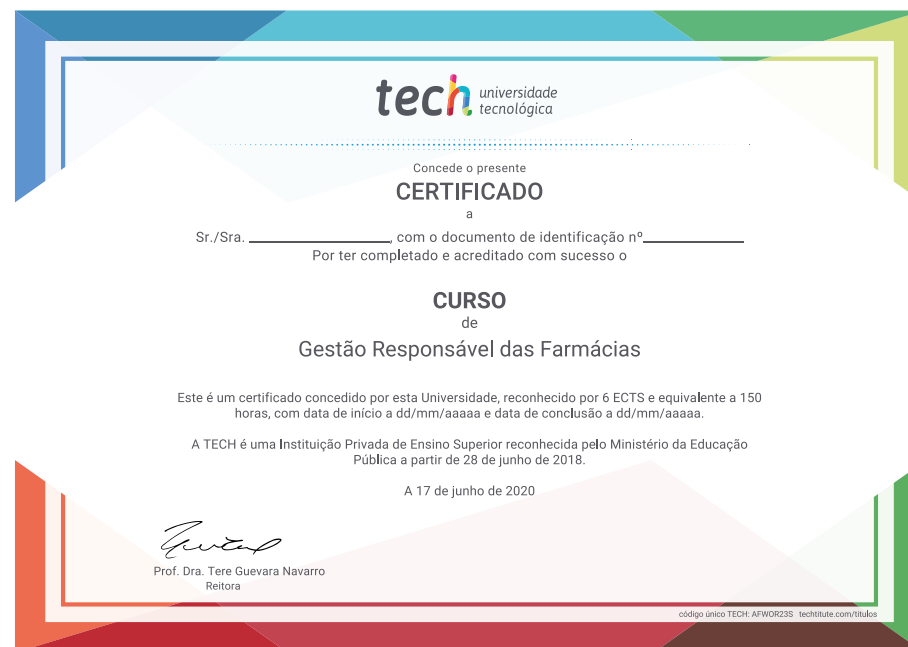 tech universidade
tecnológica
Concede o presente
CERTIFICADO
a
Sr./Sra. ____________________, com o documento de identificação nº______________
Por ter completado e acreditado com sucesso o
CURSO
de
Gestão Responsável das Farmácias
Este é um certificado concedido por esta Universidade, reconhecido por 6 ECTS e equivalente a 150
horas, com data de início a dd/mm/aaaaa e data de conclusão a dd/mm/aaaaa.
A TECH é uma Instituição Privada de Ensino Superior reconhecida pelo Ministério da Educação
Pública a partir de 28 de junho de 2018.
A 17 de junho de 2020
Prof. Dra. Tere Guevara Navarro
Reitora
código único TECH: AFWOR23S techtitute.com/titulos